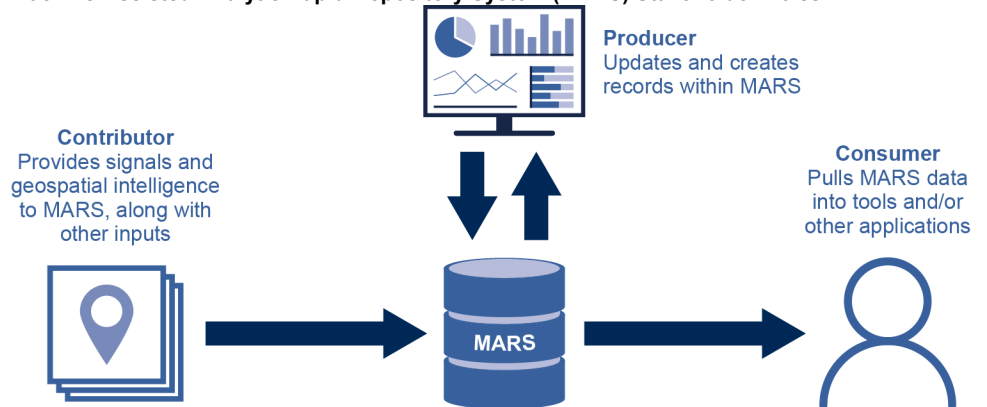 Producer
Updates and creates
records within MARS
Contributor
Provides signals and
geospatial intelligence
to MARS, along with
other inputs
Consumer
Pulls MARS data
into tools and/or
other applications
MARS